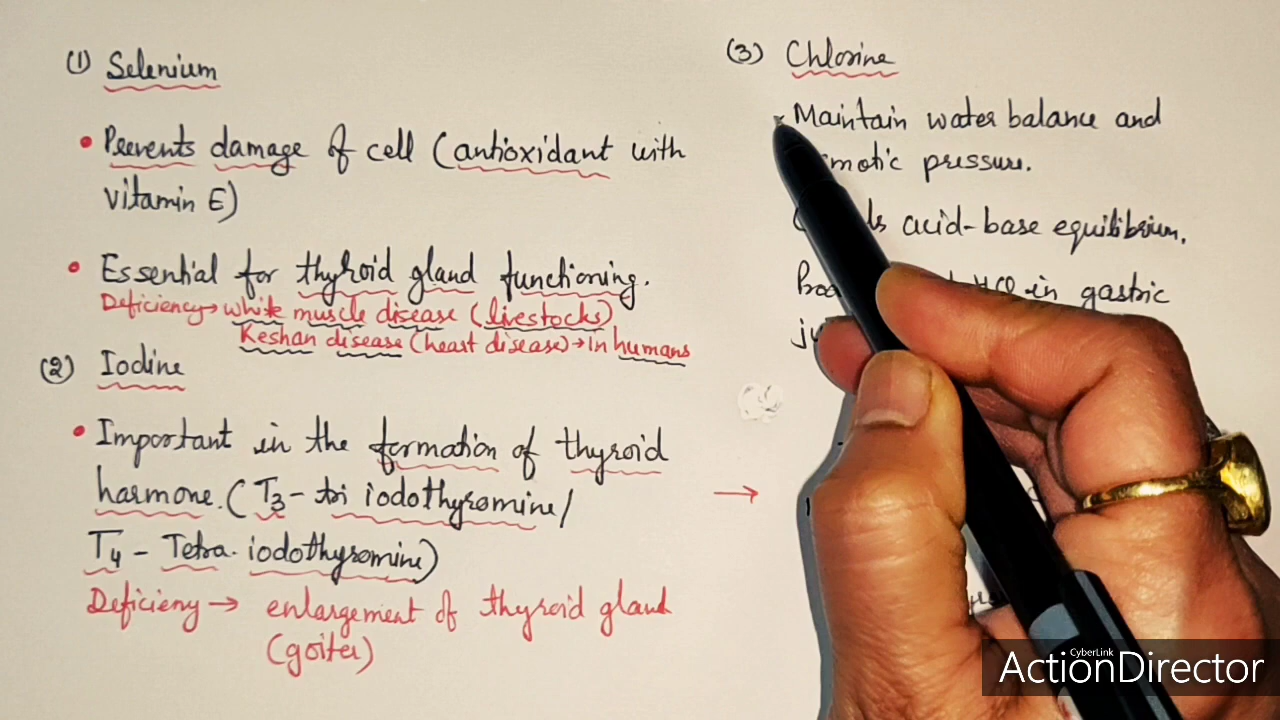 (1) Selenium
• Prevents damage of cell (antioxidant with
vitamin E)
• Essential for thyroid gland functioning.
Deficiency → white muscle disease (livestocks)
Keshan disease (heart disease) → in humans
(2) Iodine
• Important in the formation of thyroid
harmone. (T3 - tri iodothyromine/
T4 - Tetra. iodothyromine)
Deficieny → enlargement of thyroid gland
(goiter)
(3) Chlorine
Maintain water balance and
pressure.
acid-base equilibrium.
HCl in gastric
→
CyberLink
ActionDirector